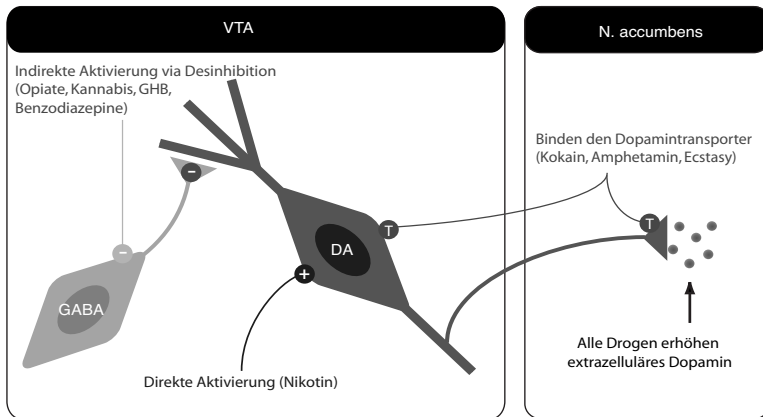 VTA
N. accumbens
Indirekte Aktivierung via Desinhibition
(Opiate, Kannabis, GHB,
Benzodiazepine)
Binden den Dopamintransporter
(Kokain, Amphetamin, Ecstasy)
−
T
T
−
DA
+
GABA
Alle Drogen erhöhen
extrazelluläres Dopamin
Direkte Aktivierung (Nikotin)